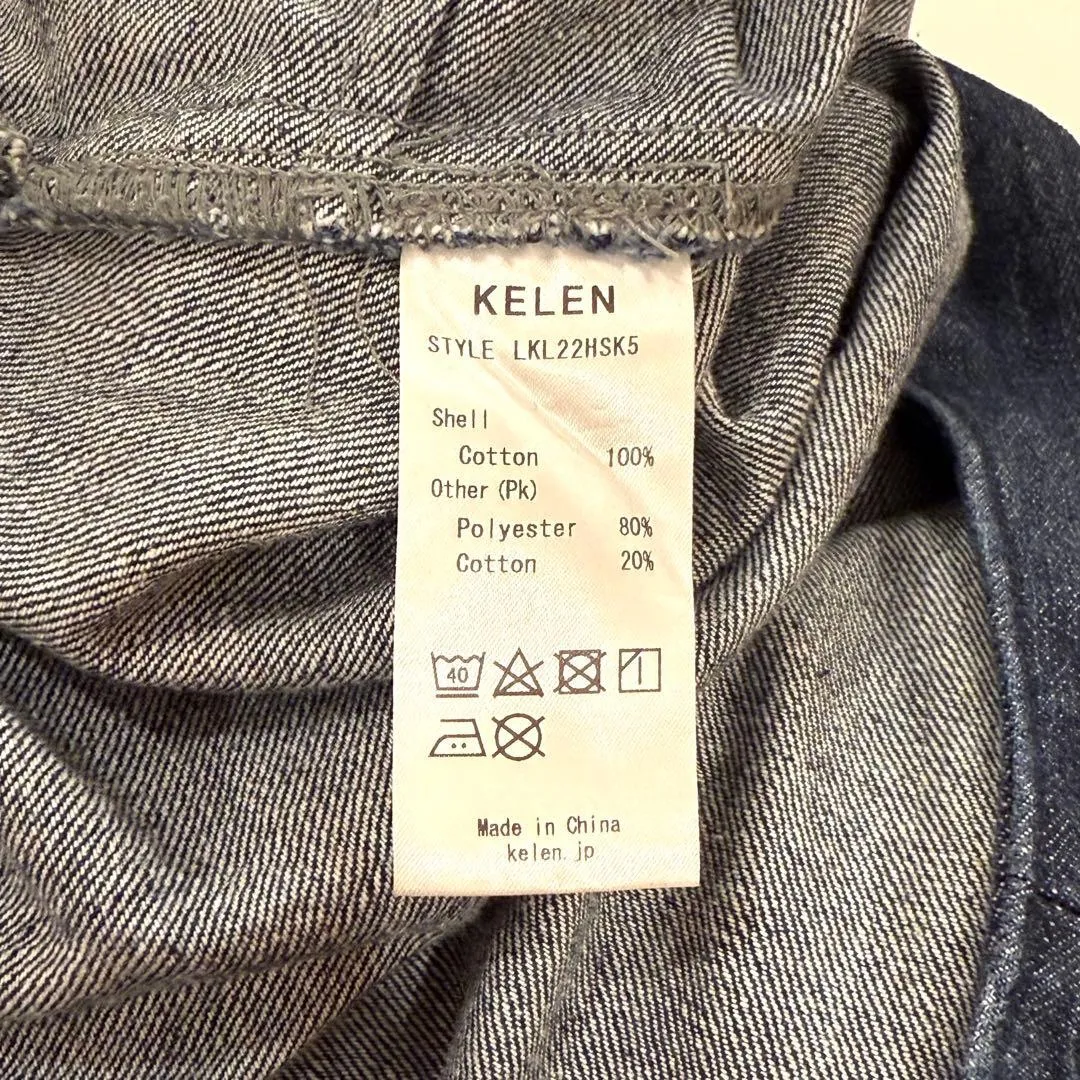 KELEN
STYLE LKL22HSK5
Shell
Cotton 100%
Other (Pk)
Polyester 80%
Cotton 20%
40
Made in China
kelen.jp